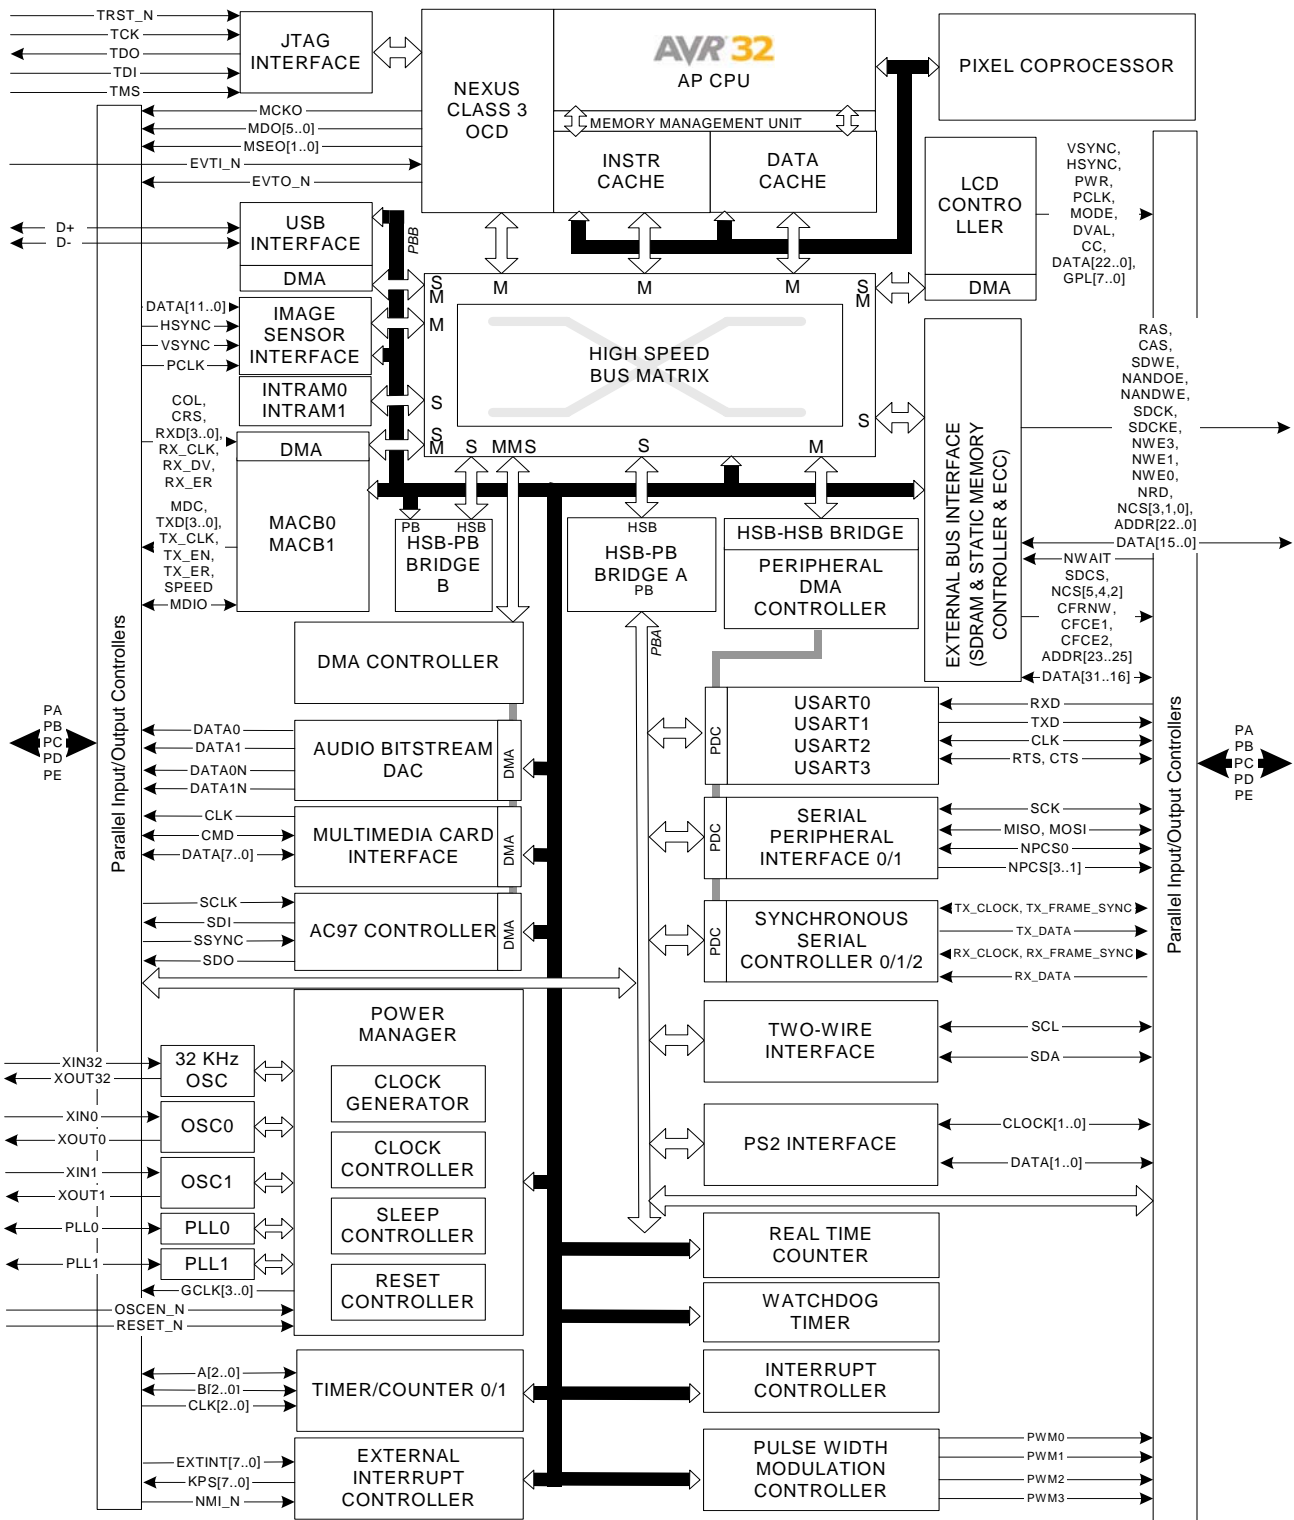 TRST_N
TCK
TDO
TDI
TMS
JTAG
INTERFACE
NEXUS
CLASS 3
OCD
AVR 32
AP CPU
MEMORY MANAGEMENT UNIT
INSTR
CACHE
DATA
CACHE
PIXEL COPROCESSOR
MCKO
MDO[5..0]
MSEO[1..0]
EVTI_N
EVTO_N
D+
D-
USB
INTERFACE
DMA
PBB
LCD
CONTRO
LLER
DMA
VSYNC,
HSYNC,
PWR,
PCLK,
MODE,
DVAL,
CC,
DATA[22..0],
GPL[7..0]
DATA[11..0]
HSYNC
VSYNC
PCLK
IMAGE
SENSOR
INTERFACE
INTRAM0
INTRAM1
S
M
M
M
M
S
M
M
S
S
M
S
HIGH SPEED
BUS MATRIX
S
MMS
S
M
COL,
CRS,
RXD[3..0],
RX_CLK,
RX_DV,
RX_ER
MDC,
TXD[3..0],
TX_CLK,
TX_EN,
TX_ER,
SPEED
MDIO
DMA
MACB0
MACB1
PB
HSB
HSB-PB
BRIDGE
B
HSB
HSB-PB
BRIDGE A
PB
PBA
HSB-HSB BRIDGE
PERIPHERAL
DMA
CONTROLLER
EXTERNAL BUS INTERFACE
(SDRAM & STATIC MEMORY
CONTROLLER & ECC)
RAS,
CAS,
SDWE,
NANDOE,
NANDWE,
SDCK,
SDCKE,
NWE3,
NWE1,
NWE0,
NRD,
NCS[3,1,0],
ADDR[22..0]
DATA[15..0]
NWAIT
SDCS,
NCS[5,4,2]
CFRNW,
CFCE1,
CFCE2,
ADDR[23..25]
DATA[31..16]
Parallel Input/Output Controllers
PA
PB
PC
PD
PE
DMA CONTROLLER
DATA0
DATA1
DATA0N
DATA1N
AUDIO BITSTREAM
DAC
DMA
CLK
CMD
DATA[7..0]
MULTIMEDIA CARD
INTERFACE
DMA
SCLK
SDI
SSYNC
SDO
AC97 CONTROLLER
DMA
PDC
USART0
USART1
USART2
USART3
RXD
TXD
CLK
RTS, CTS
PDC
SERIAL
PERIPHERAL
INTERFACE 0/1
SCK
MISO, MOSI
NPCS0
NPCS[3..1]
PDC
SYNCHRONOUS
SERIAL
CONTROLLER 0/1/2
TX_CLOCK, TX_FRAME_SYNC
TX_DATA
RX_CLOCK, RX_FRAME_SYNC
RX_DATA
Parallel Input/Output Controllers
PA
PB
PC
PD
PE
TWO-WIRE
INTERFACE
SCL
SDA
PS2 INTERFACE
CLOCK[1..0]
DATA[1..0]
POWER
MANAGER
CLOCK
GENERATOR
CLOCK
CONTROLLER
SLEEP
CONTROLLER
RESET
CONTROLLER
XIN32
XOUT32
32 KHz
OSC
XIN0
XOUT0
OSC0
XIN1
XOUT1
OSC1
PLL0
PLL0
PLL1
PLL1
GCLK[3..0]
OSCEN_N
RESET_N
REAL TIME
COUNTER
WATCHDOG
TIMER
A[2..0]
B[2..0]
CLK[2..0]
TIMER/COUNTER 0/1
INTERRUPT
CONTROLLER
EXTINT[7..0]
KPS[7..0]
NMI_N
EXTERNAL
INTERRUPT
CONTROLLER
PULSE WIDTH
MODULATION
CONTROLLER
PWM0
PWM1
PWM2
PWM3